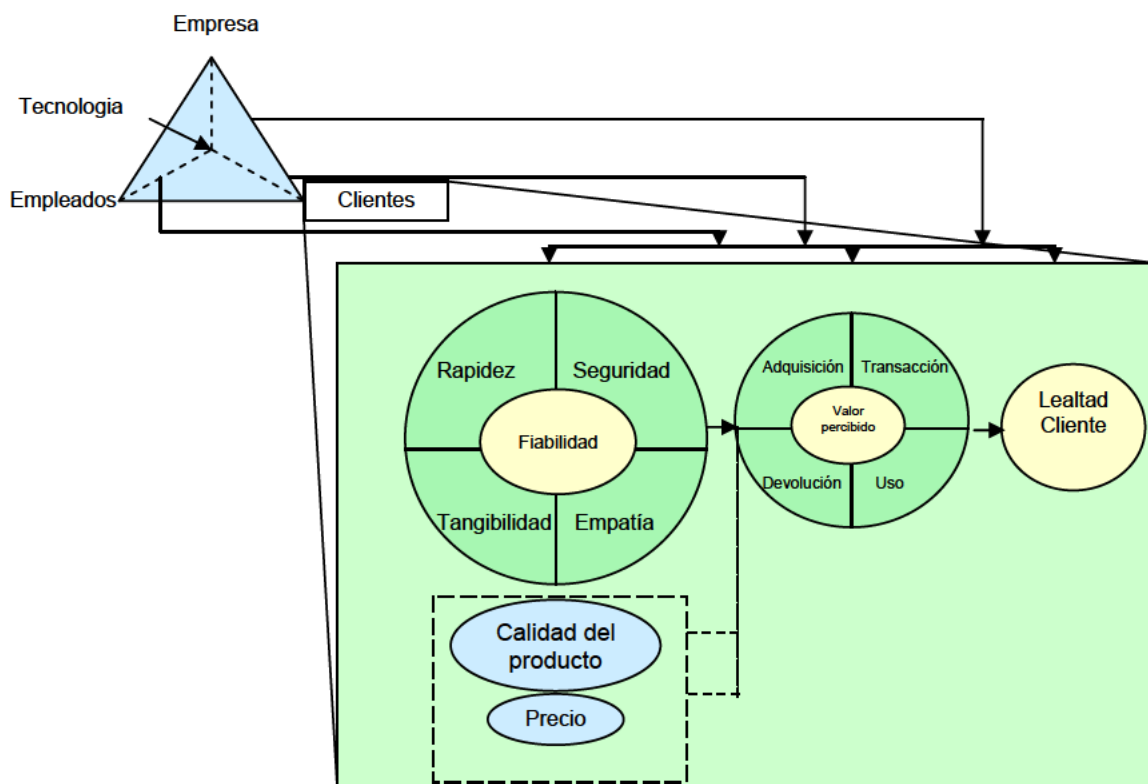 Empresa
Tecnologia
Empleados
Clientes
Rapidez
Seguridad
Fiabilidad
Tangibilidad
Empatía
Adquisición
Transacción
Valor
percibido
Devolución
Uso
Lealtad
Cliente
Calidad del
producto
Precio